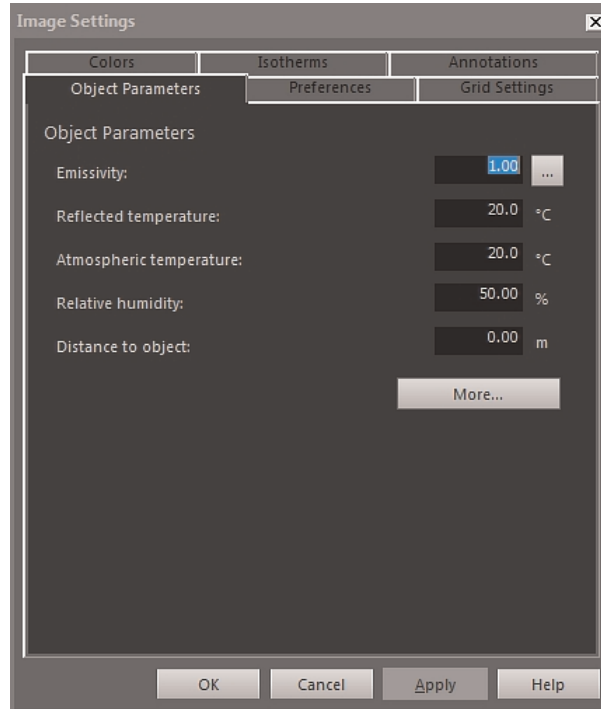 Image Settings
Colors Isotherms Annotations
Object Parameters Preferences Grid Settings
Object Parameters
Emissivity: 1.00 ...
Reflected temperature: 20.0 °C
Atmospheric temperature: 20.0 °C
Relative humidity: 50.00 %
Distance to object: 0.00 m
More...
OK Cancel Apply Help